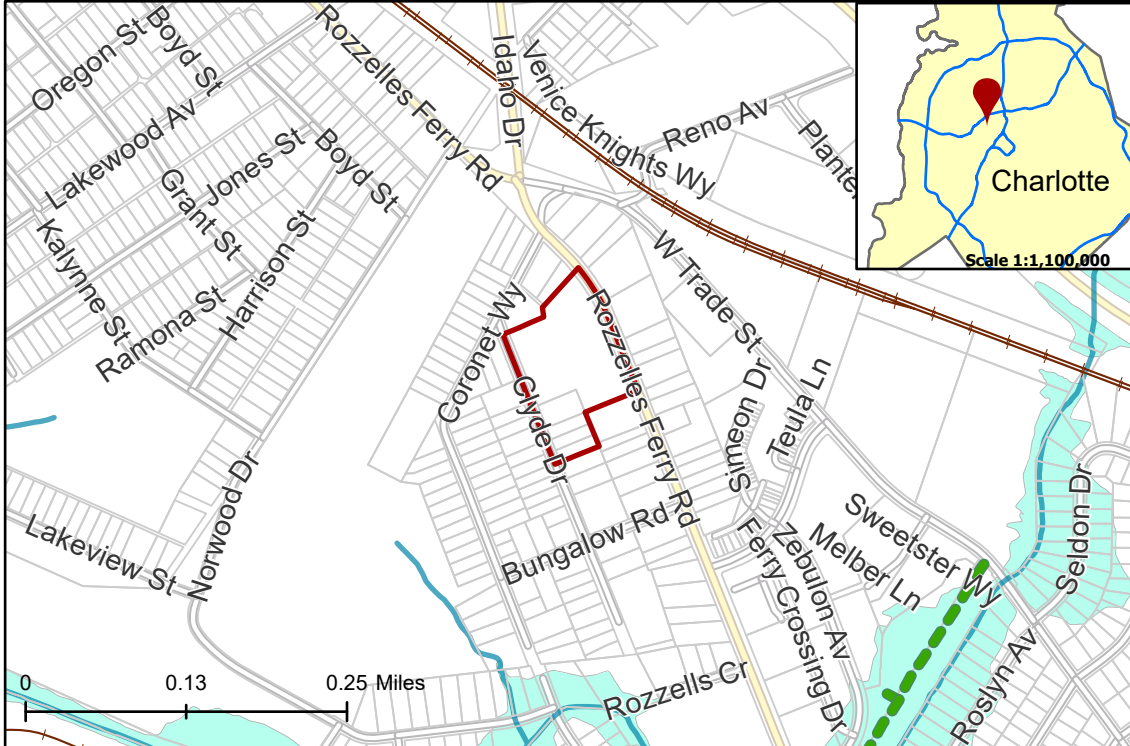 Oregon St
Boyd St
Rozzelles Ferry Rd
Idaho Dr
Venice Knights Wy
Reno Av
Charlotte
Scale 1:1,100,000
Lakewood Av
Jones St
Boyd St
Grant St
Harrison St
Kalynne St
Ramona St
W Trade St
Coronet Wy
Clyde Dr
Rozzelles Ferry Rd
Simeon Dr
Teula Ln
Norwood Dr
Lakeview St
Bungalow Rd
Sweetster Wy
Melber Ln
Zebulon Av
Ferry Crossing Dr
Seldon Dr
Roslyn Av
Rozzells Cr
0 0.13 0.25 Miles